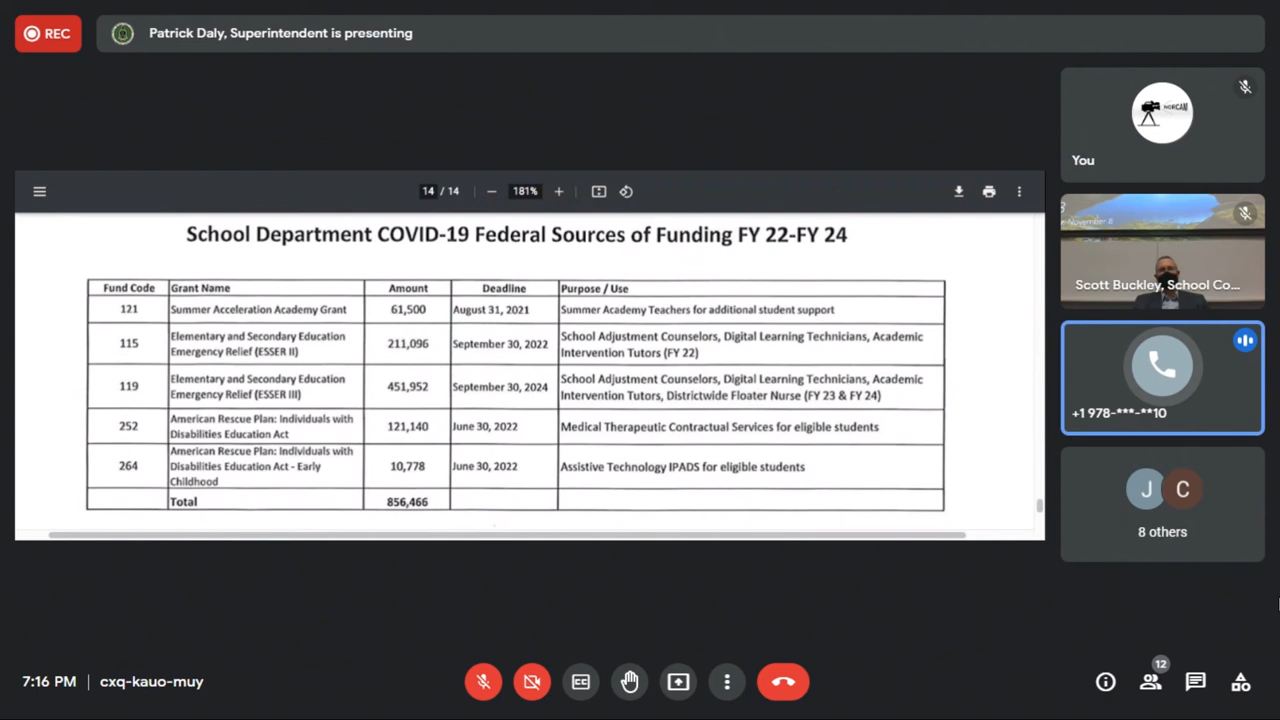 REC
Patrick Daly, Superintendent is presenting
NORCAM
You
November 8
Scott Buckley, School Co...
+1 978-***-**10
J C
8 others
14 / 14
181%
School Department COVID-19 Federal Sources of Funding FY 22-FY 24
Fund Code Grant Name Amount Deadline Purpose / Use
121 Summer Acceleration Academy Grant 61,500 August 31, 2021 Summer Academy Teachers for additional student support
115 Elementary and Secondary Education Emergency Relief (ESSER II) 211,096 September 30, 2022 School Adjustment Counselors, Digital Learning Technicians, Academic Intervention Tutors (FY 22)
119 Elementary and Secondary Education Emergency Relief (ESSER III) 451,952 September 30, 2024 School Adjustment Counselors, Digital Learning Technicians, Academic Intervention Tutors, Districtwide Floater Nurse (FY 23 & FY 24)
252 American Rescue Plan: Individuals with Disabilities Education Act 121,140 June 30, 2022 Medical Therapeutic Contractual Services for eligible students
264 American Rescue Plan: Individuals with Disabilities Education Act - Early Childhood 10,778 June 30, 2022 Assistive Technology IPADS for eligible students
Total 856,466
7:16 PM | cxq-kauo-muy
CC
12